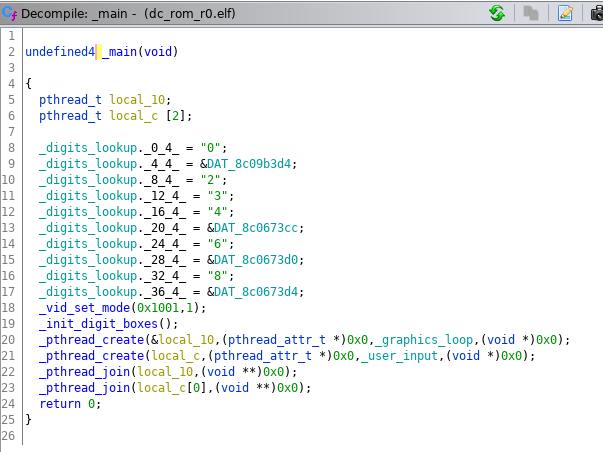 Decompile: _main - (dc_rom_r0.elf)
1
2 undefined4 _main(void)
3
4 {
5 pthread_t local_10;
6 pthread_t local_c [2];
7
8 _digits_lookup._0_4_ = "0";
9 _digits_lookup._4_4_ = &DAT_8c09b3d4;
10 _digits_lookup._8_4_ = "2";
11 _digits_lookup._12_4_ = "3";
12 _digits_lookup._16_4_ = "4";
13 _digits_lookup._20_4_ = &DAT_8c0673cc;
14 _digits_lookup._24_4_ = "6";
15 _digits_lookup._28_4_ = &DAT_8c0673d0;
16 _digits_lookup._32_4_ = "8";
17 _digits_lookup._36_4_ = &DAT_8c0673d4;
18 _vid_set_mode(0x1001,1);
19 _init_digit_boxes();
20 _pthread_create(&local_10,(pthread_attr_t *)0x0,_graphics_loop,(void *)0x0);
21 _pthread_create(local_c,(pthread_attr_t *)0x0,_user_input,(void *)0x0);
22 _pthread_join(local_10,(void **)0x0);
23 _pthread_join(local_c[0],(void **)0x0);
24 return 0;
25 }
26